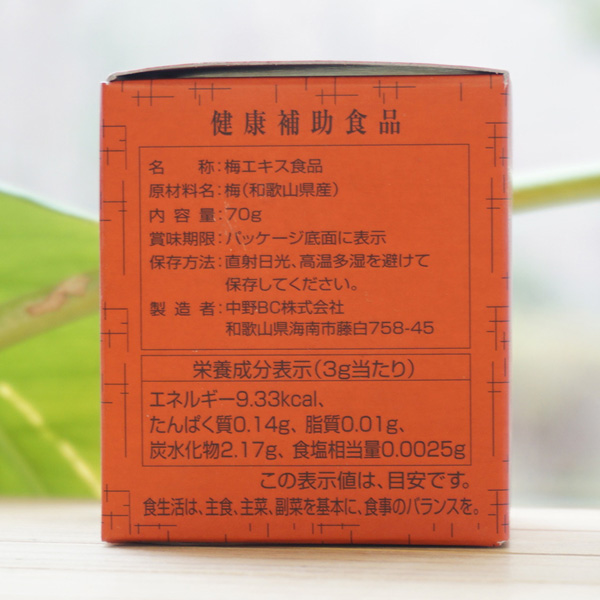 健康補助食品
名称:梅エキス食品
原材料名:梅(和歌山県産)
内容量:70g
賞味期限:パッケージ底面に表示
保存方法:直射日光、高温多湿を避けて
保存してください。
製造者:中野BC株式会社
和歌山県海南市藤白758-45
栄養成分表示(3g当たり)
エネルギー9.33kcal、
たんぱく質0.14g、脂質0.01g、
炭水化物2.17g、食塩相当量0.0025g
この表示値は、目安です。
食生活は、主食、主菜、副菜を基本に、食事のバランスを。